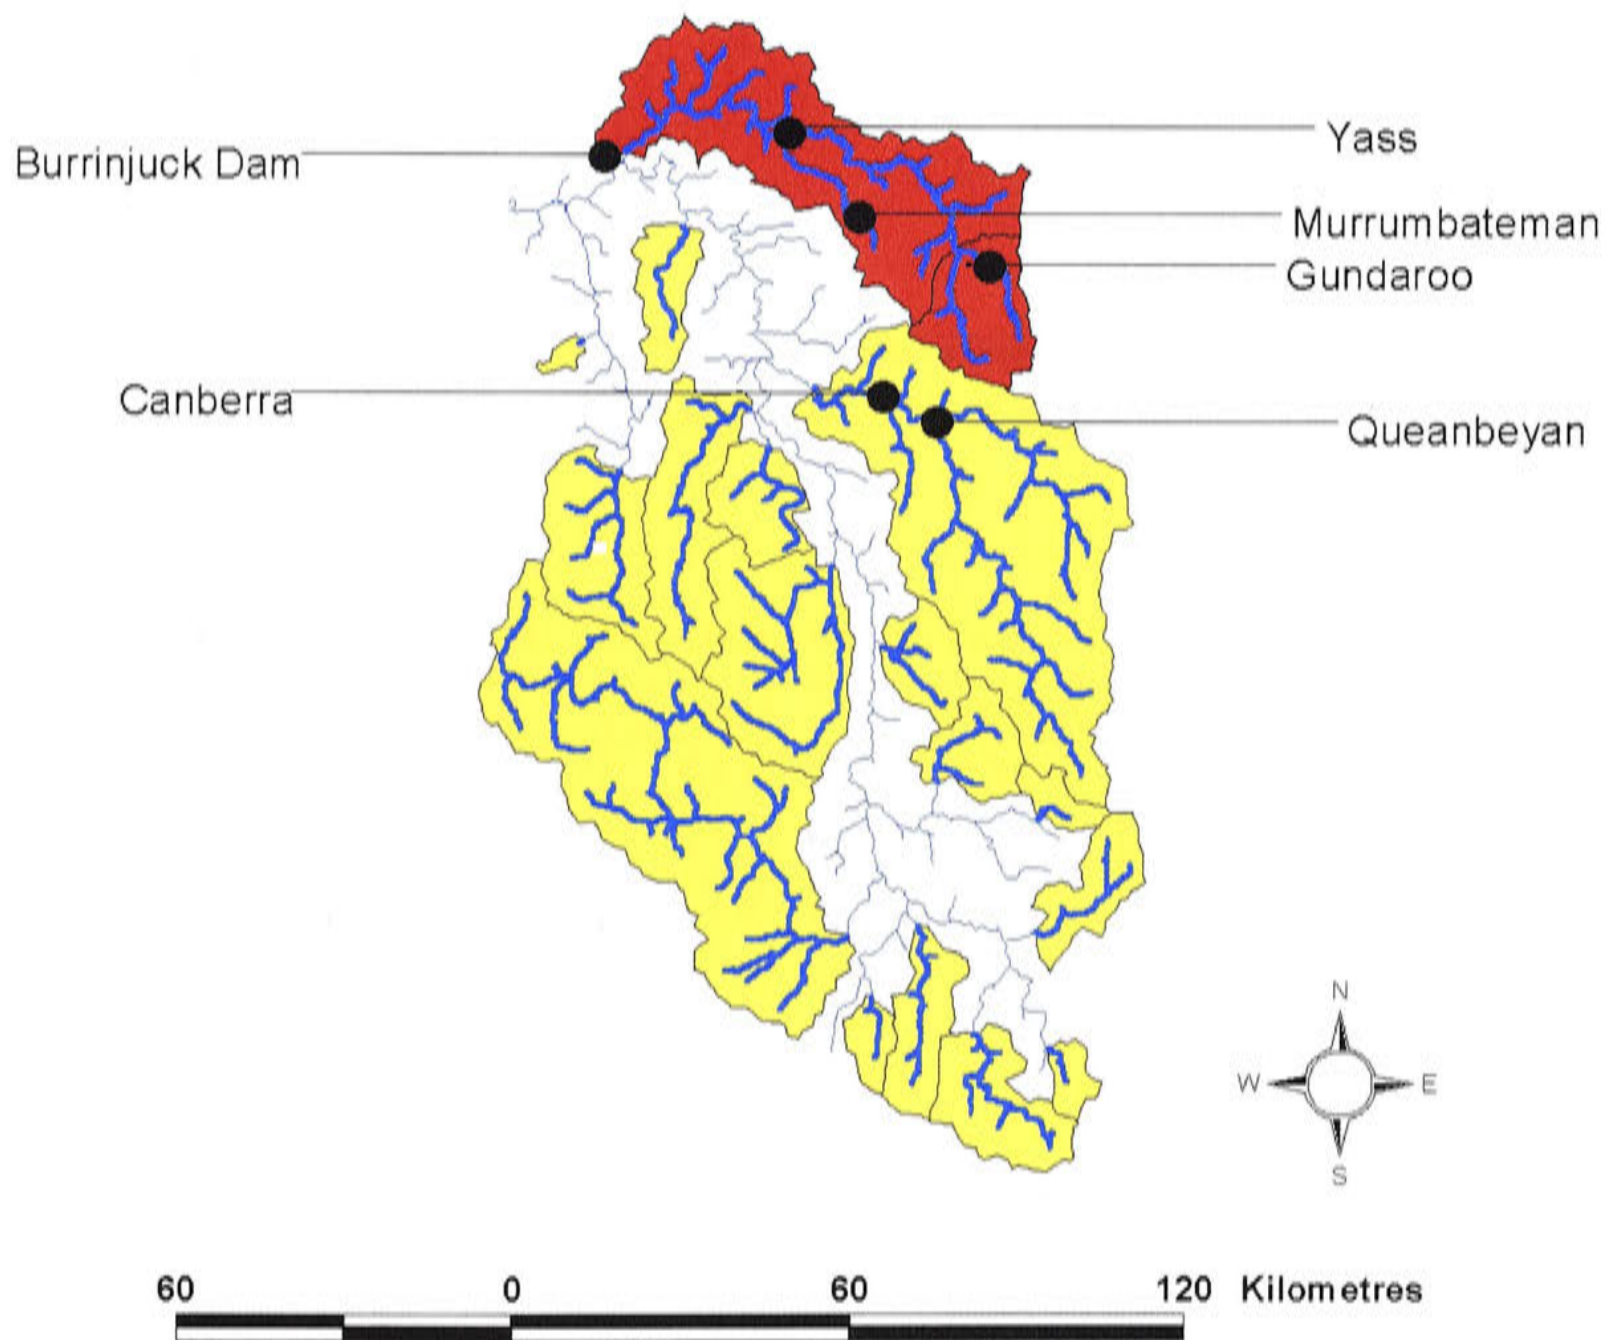 Yass
Burrinjuck Dam
Murrumbateman
Gundaroo
Canberra
Queanbeyan
N
W E
S
60 0 60 120 Kilometres